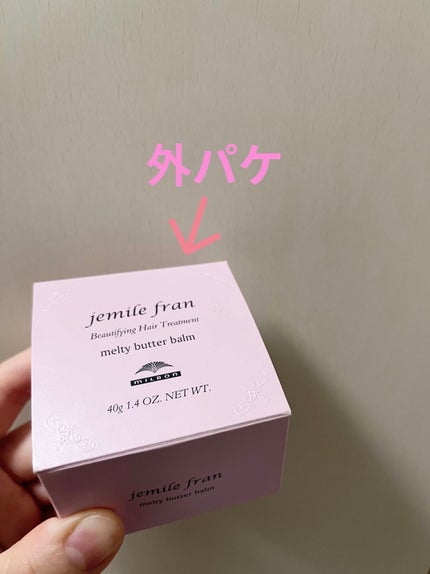 外パケ
jemile fran
Beautifying Hair Treatment
melty butter balm
MILBON
40g 1.4 OZ. NET WT.
jemile fran
melty butter balm